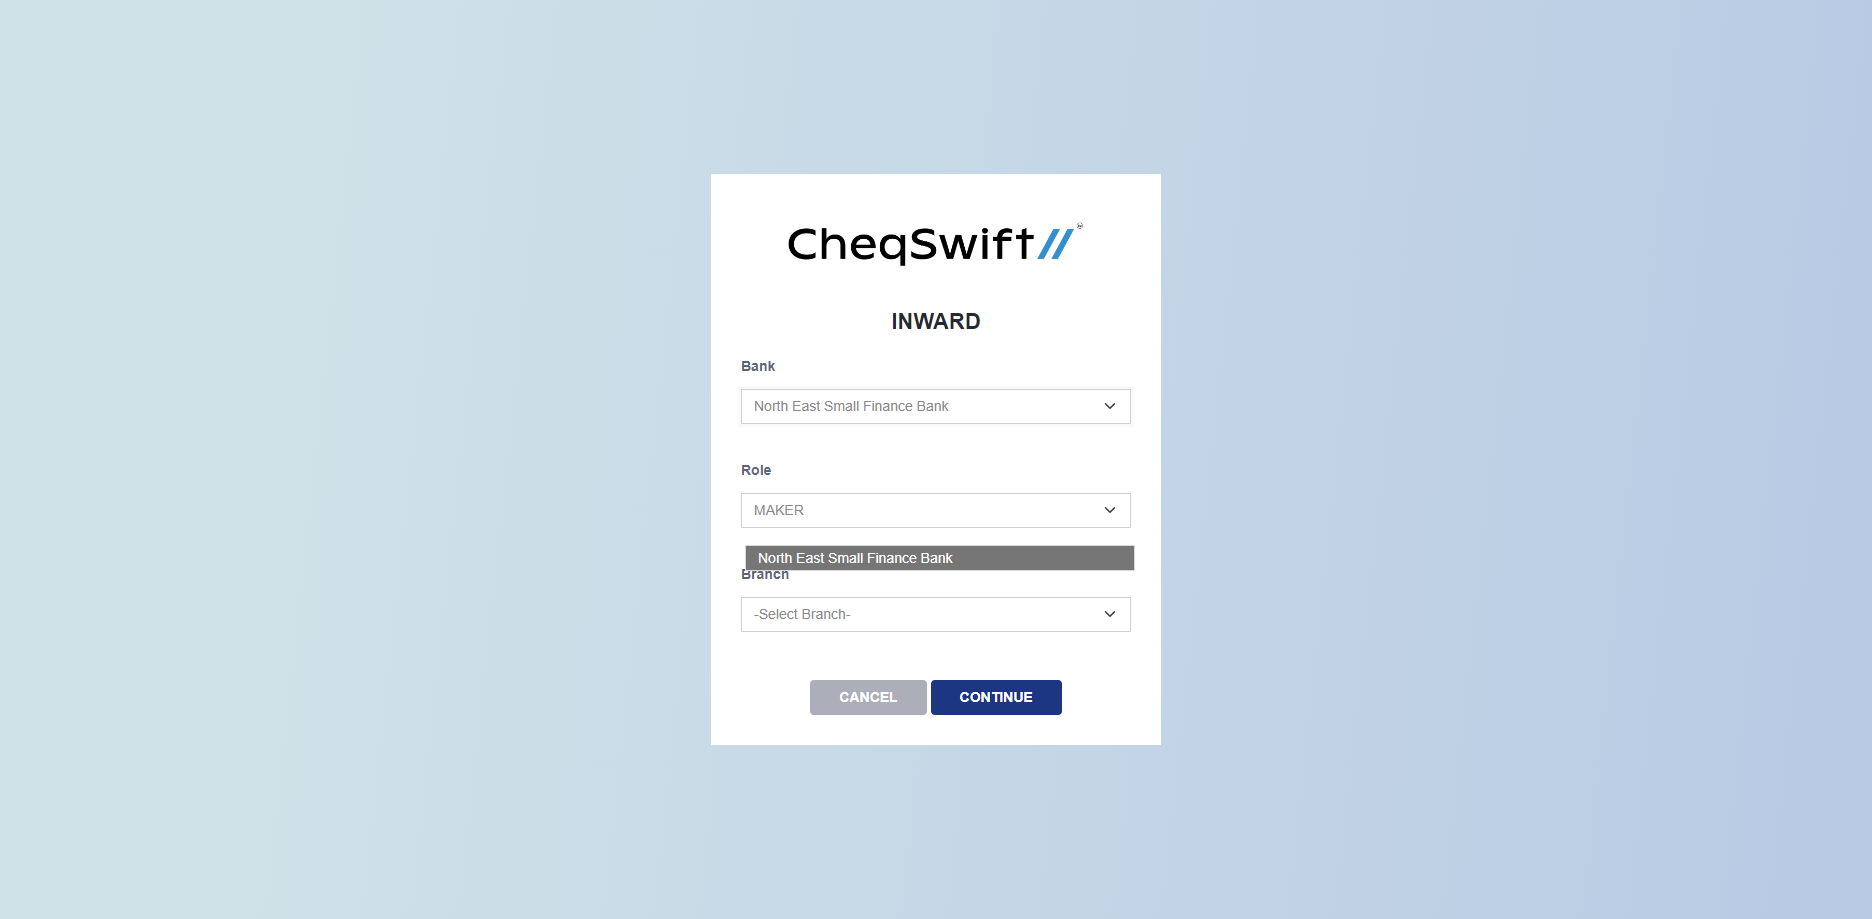 CheqSwift
INWARD
Bank
North East Small Finance Bank
Role
MAKER
North East Small Finance Bank
Branch
-Select Branch-
CANCEL CONTINUE